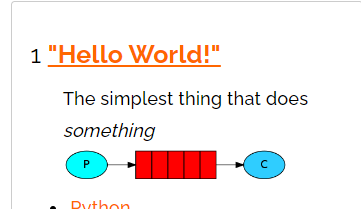 1 "Hello World!"
The simplest thing that does
something
P C
Python